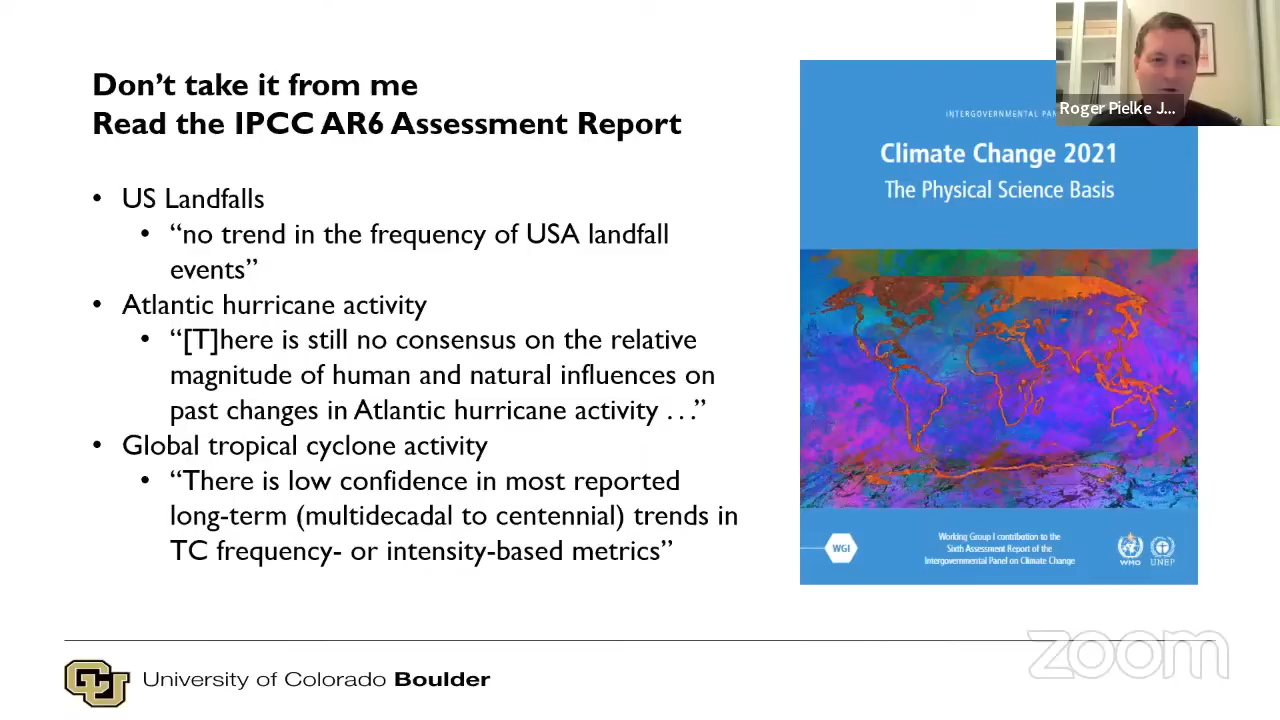 Don't take it from me
Read the IPCC AR6 Assessment Report
• US Landfalls
• “no trend in the frequency of USA landfall
events”
• Atlantic hurricane activity
• “[T]here is still no consensus on the relative
magnitude of human and natural influences on
past changes in Atlantic hurricane activity . . .”
• Global tropical cyclone activity
• “There is low confidence in most reported
long-term (multidecadal to centennial) trends in
TC frequency- or intensity-based metrics”
Roger Pielke J...
INTERGOVERNMENTAL PAN
Climate Change 2021
The Physical Science Basis
WGI
Working Group I contribution to the
Sixth Assessment Report of the
Intergovernmental Panel on Climate Change
WMO
UNEP
CU
University of Colorado Boulder
zoom